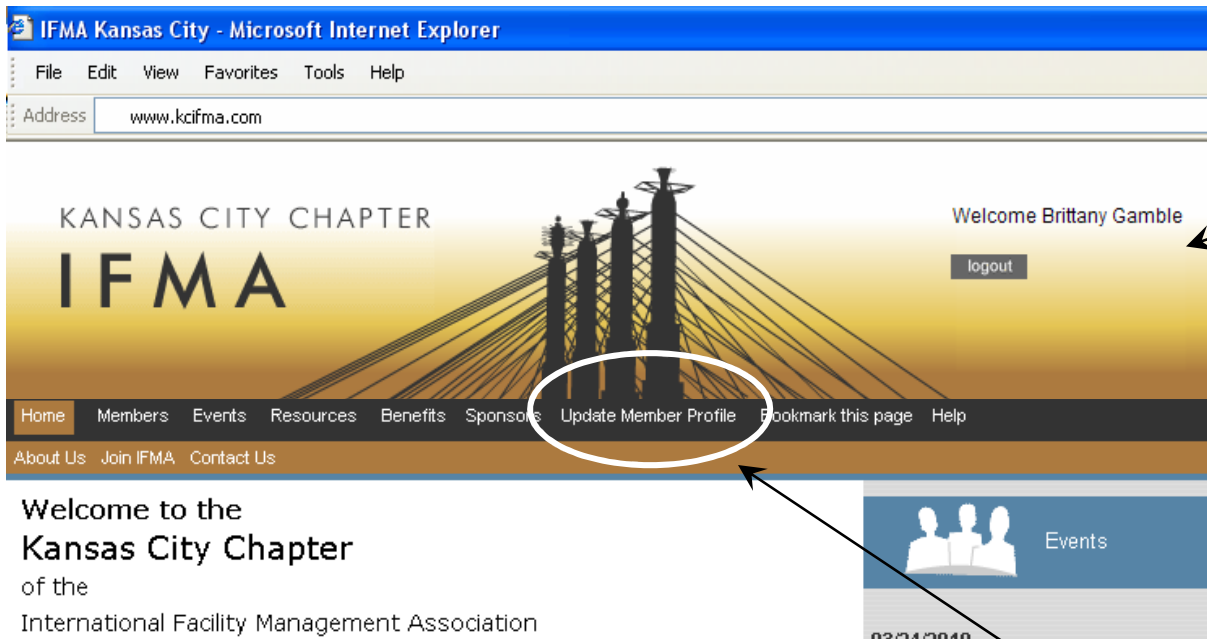 IFMA Kansas City - Microsoft Internet Explorer
File Edit View Favorites Tools Help
Address www.kcifma.com
KANSAS CITY CHAPTER
IFMA
Welcome Brittany Gamble
logout
Home Members Events Resources Benefits Sponsors Update Member Profile Bookmark this page Help
About Us Join IFMA Contact Us
Welcome to the
Kansas City Chapter
of the
International Facility Management Association
Events